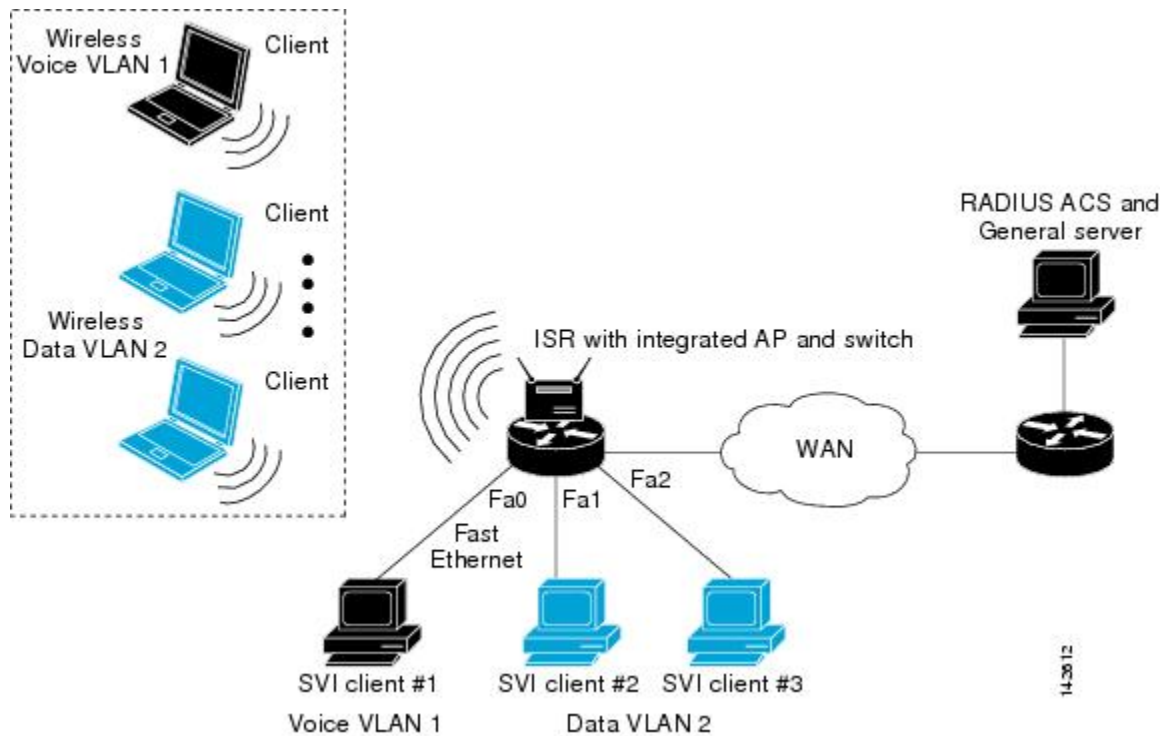 Wireless
Voice VLAN 1
Client
Client
Wireless
Data VLAN 2
Client
RADIUS ACS and
General server
ISR with integrated AP and switch
WAN
Fa0
Fa1
Fa2
Fast
Ethernet
SVI client #1
SVI client #2
SVI client #3
Voice VLAN 1
Data VLAN 2